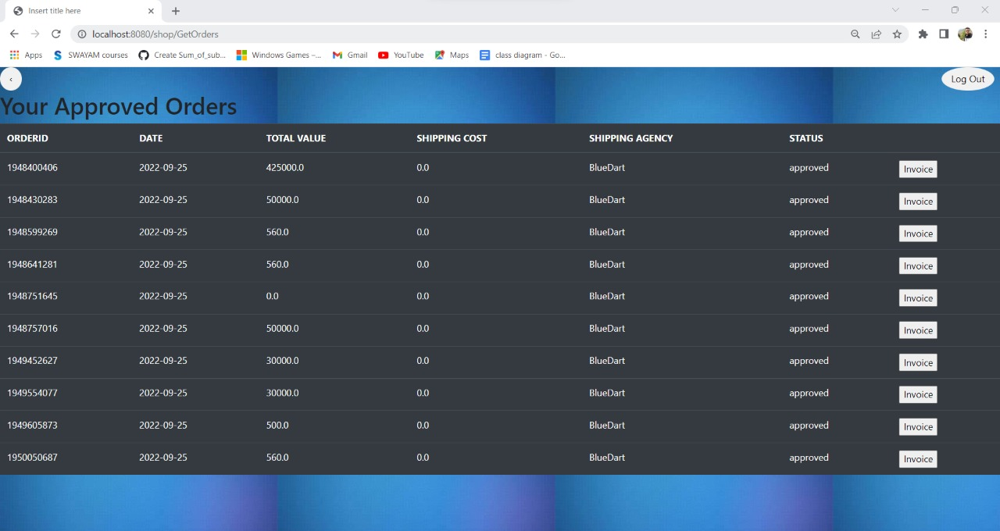 Insert title here
localhost:8080/shop/GetOrders
Apps SWAYAM courses Create Sum_of_sub... Windows Games –... Gmail YouTube Maps class diagram - Go...
Log Out
Your Approved Orders
ORDERID DATE TOTAL VALUE SHIPPING COST SHIPPING AGENCY STATUS
1948400406 2022-09-25 425000.0 0.0 BlueDart approved Invoice
1948430283 2022-09-25 50000.0 0.0 BlueDart approved Invoice
1948599269 2022-09-25 560.0 0.0 BlueDart approved Invoice
1948641281 2022-09-25 560.0 0.0 BlueDart approved Invoice
1948751645 2022-09-25 0.0 0.0 BlueDart approved Invoice
1948757016 2022-09-25 50000.0 0.0 BlueDart approved Invoice
1949452627 2022-09-25 30000.0 0.0 BlueDart approved Invoice
1949554077 2022-09-25 30000.0 0.0 BlueDart approved Invoice
1949605873 2022-09-25 500.0 0.0 BlueDart approved Invoice
1950050687 2022-09-25 560.0 0.0 BlueDart approved Invoice